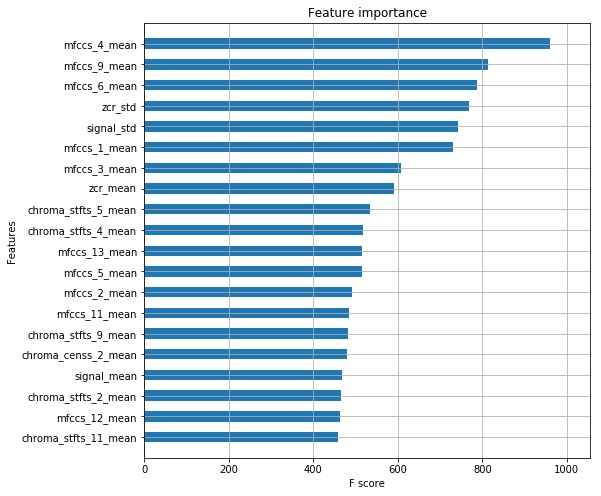 Feature importance
mfccs_4_mean
mfccs_9_mean
mfccs_6_mean
zcr_std
signal_std
mfccs_1_mean
mfccs_3_mean
zcr_mean
chroma_stfts_5_mean
chroma_stfts_4_mean
mfccs_13_mean
mfccs_5_mean
mfccs_2_mean
mfccs_11_mean
chroma_stfts_9_mean
chroma_censs_2_mean
signal_mean
chroma_stfts_2_mean
mfccs_12_mean
chroma_stfts_11_mean
Features
0 200 400 600 800 1000
F score